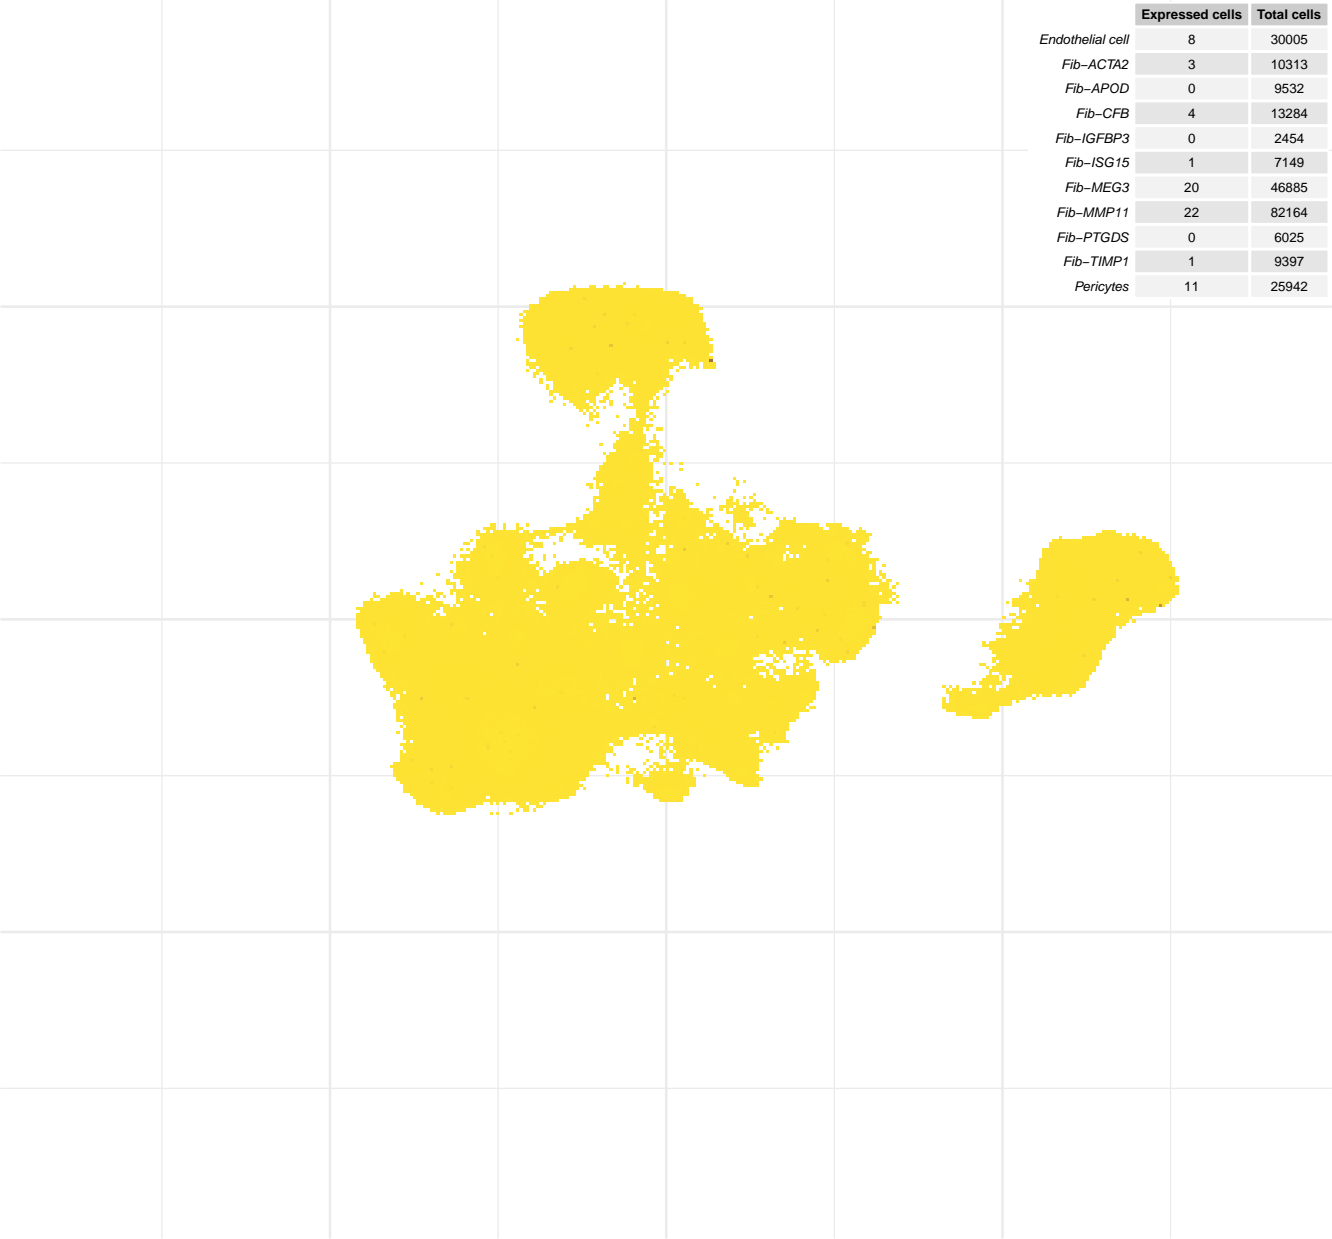 Expressed cells Total cells
Endothelial cell 8 30005
Fib−ACTA2 3 10313
Fib−APOD 0 9532
Fib−CFB 4 13284
Fib−IGFBP3 0 2454
Fib−ISG15 1 7149
Fib−MEG3 20 46885
Fib−MMP11 22 82164
Fib−PTGDS 0 6025
Fib−TIMP1 1 9397
Pericytes 11 25942